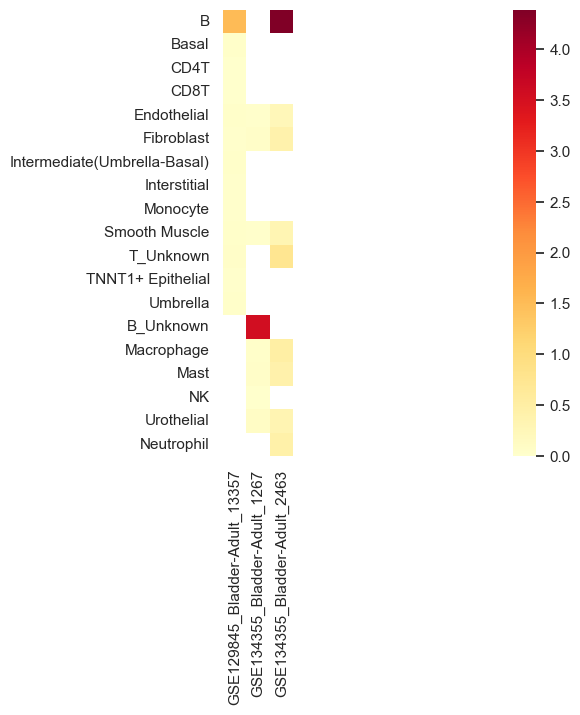 B
Basal
CD4T
CD8T
Endothelial
Fibroblast
Intermediate(Umbrella-Basal)
Interstitial
Monocyte
Smooth Muscle
T_Unknown
TNNT1+ Epithelial
Umbrella
B_Unknown
Macrophage
Mast
NK
Urothelial
Neutrophil
GSE129845_Bladder-Adult_13357
GSE134355_Bladder-Adult_1267
GSE134355_Bladder-Adult_2463
4.0
3.5
3.0
2.5
2.0
1.5
1.0
0.5
0.0